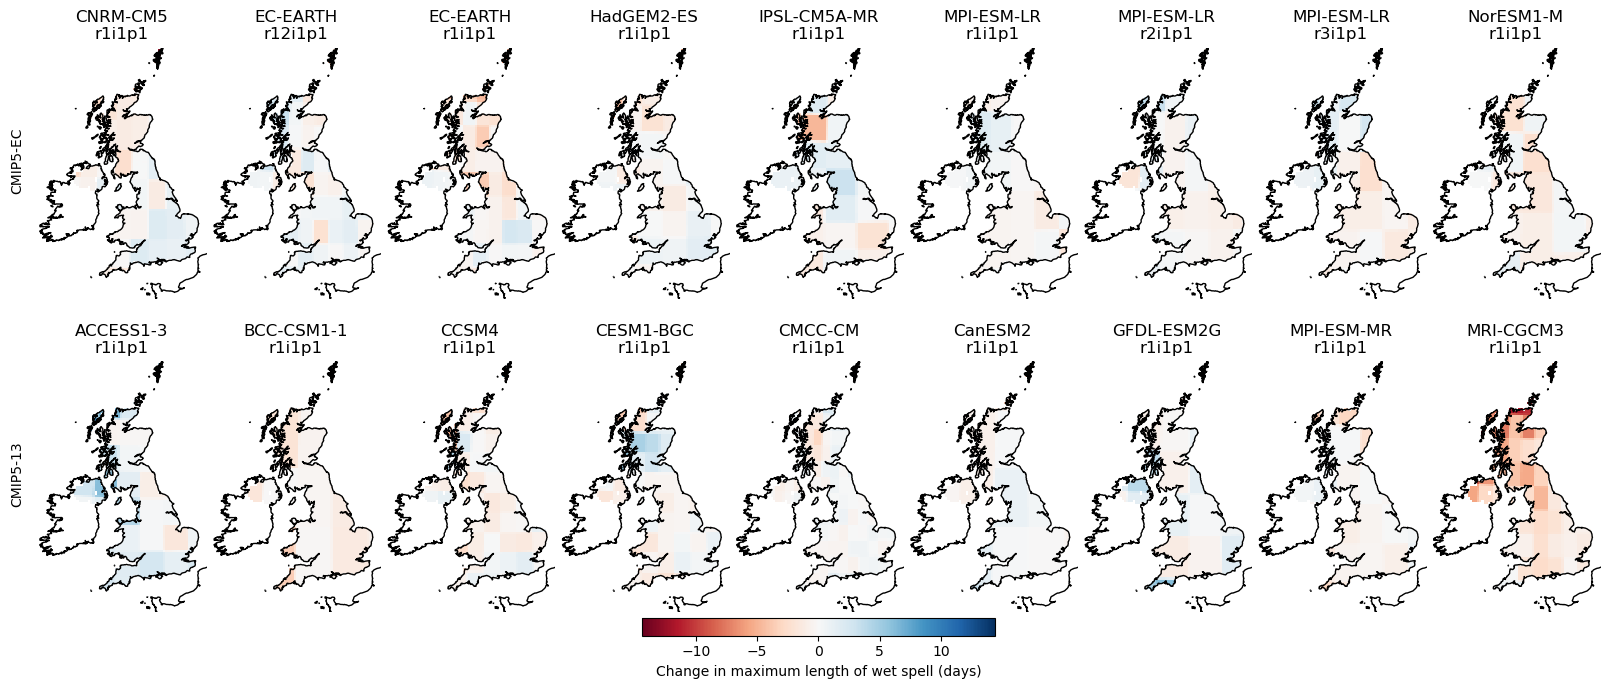 CNRM-CM5 EC-EARTH EC-EARTH HadGEM2-ES IPSL-CM5A-MR MPI-ESM-LR MPI-ESM-LR MPI-ESM-LR NorESM1-M
r1i1p1 r12i1p1 r1i1p1 r1i1p1 r1i1p1 r1i1p1 r2i1p1 r3i1p1 r1i1p1
CMIP5-EC
ACCESS1-3 BCC-CSM1-1 CCSM4 CESM1-BGC CMCC-CM CanESM2 GFDL-ESM2G MPI-ESM-MR MRI-CGCM3
r1i1p1 r1i1p1 r1i1p1 r1i1p1 r1i1p1 r1i1p1 r1i1p1 r1i1p1 r1i1p1
CMIP5-13
−10 −5 0 5 10
Change in maximum length of wet spell (days)